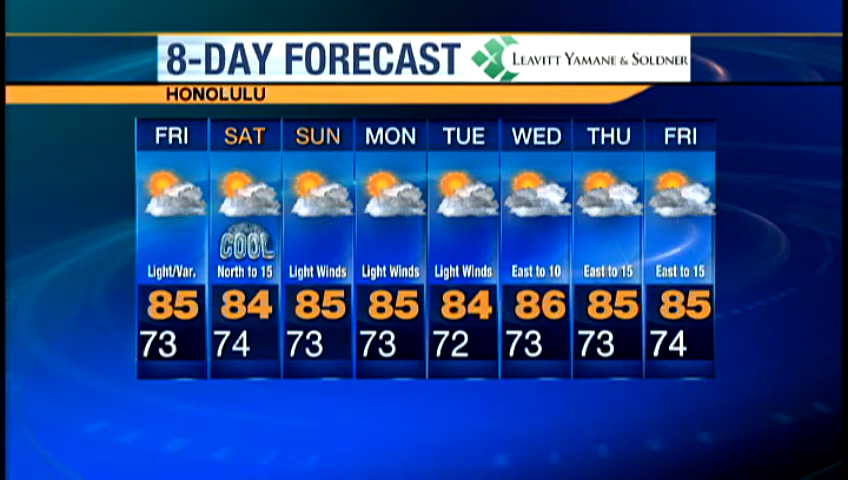 8-DAY FORECAST LEAVITT YAMANE & SOLDNER
HONOLULU
FRI SAT SUN MON TUE WED THU FRI
COOL
Light/Var. North to 15 Light Winds Light Winds Light Winds East to 10 East to 15 East to 15
85 84 85 85 84 86 85 85
73 74 73 73 72 73 73 74